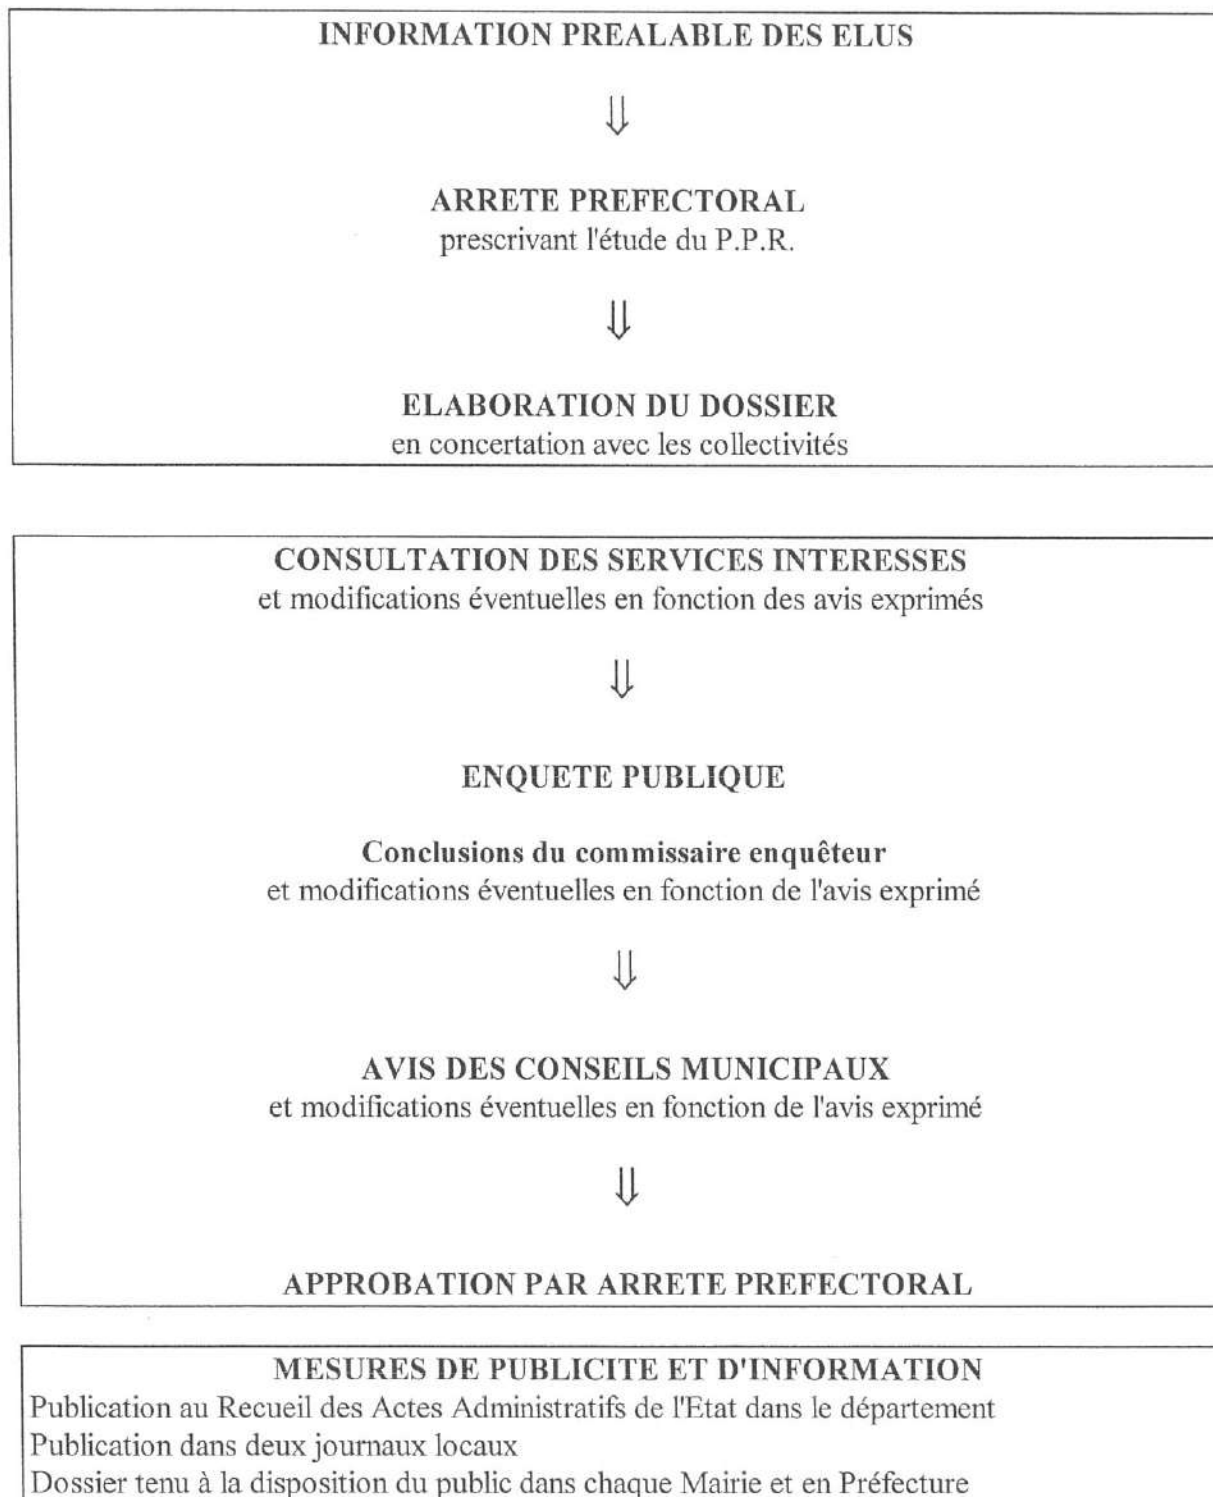 INFORMATION PREALABLE DES ELUS
⇓
ARRETE PREFECTORAL
prescrivant l'étude du P.P.R.
⇓
ELABORATION DU DOSSIER
en concertation avec les collectivités
CONSULTATION DES SERVICES INTERESSES
et modifications éventuelles en fonction des avis exprimés
⇓
ENQUETE PUBLIQUE
Conclusions du commissaire enquêteur
et modifications éventuelles en fonction de l'avis exprimé
⇓
AVIS DES CONSEILS MUNICIPAUX
et modifications éventuelles en fonction de l'avis exprimé
⇓
APPROBATION PAR ARRETE PREFECTORAL
MESURES DE PUBLICITE ET D'INFORMATION
Publication au Recueil des Actes Administratifs de l'Etat dans le département
Publication dans deux journaux locaux
Dossier tenu à la disposition du public dans chaque Mairie et en Préfecture